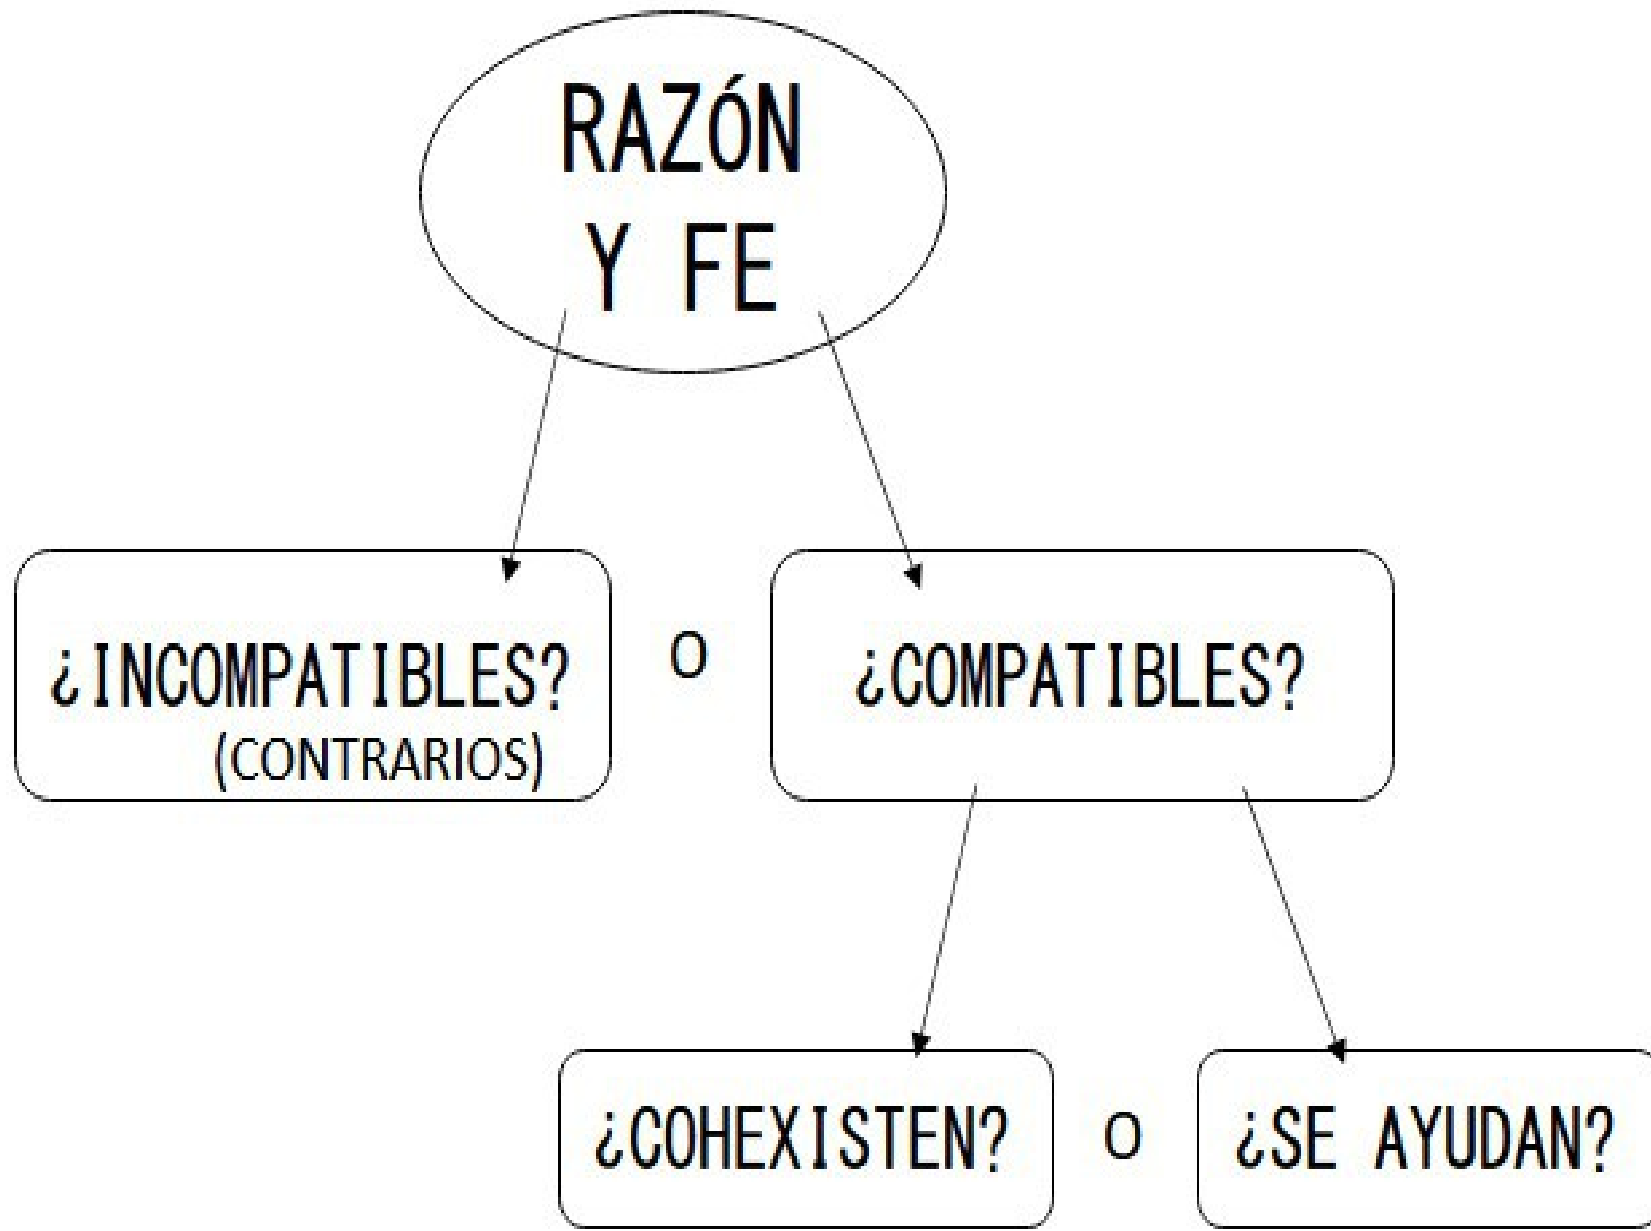 RAZÓN
Y FE
¿INCOMPATIBLES? O ¿COMPATIBLES?
(CONTRARIOS)
¿COHEXISTEN? O ¿SE AYUDAN?